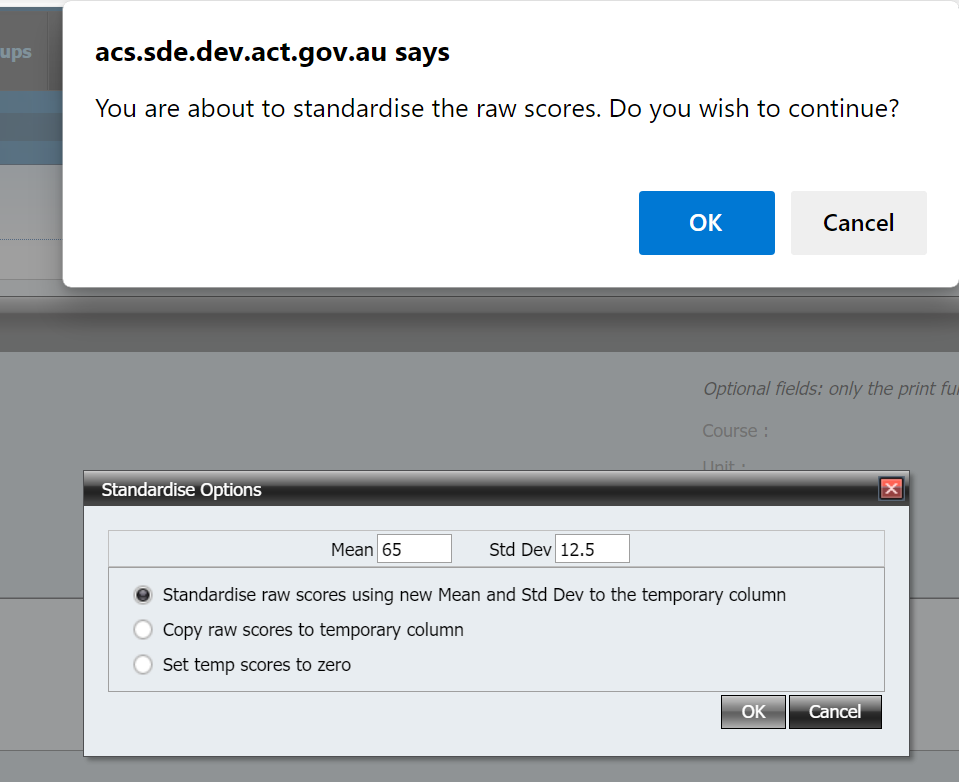 ups
acs.sde.dev.act.gov.au says
You are about to standardise the raw scores. Do you wish to continue?
OK Cancel
Optional fields: only the print
Course :
Unit :
Standardise Options
Mean 65 Std Dev 12.5
Standardise raw scores using new Mean and Std Dev to the temporary column
Copy raw scores to temporary column
Set temp scores to zero
OK Cancel